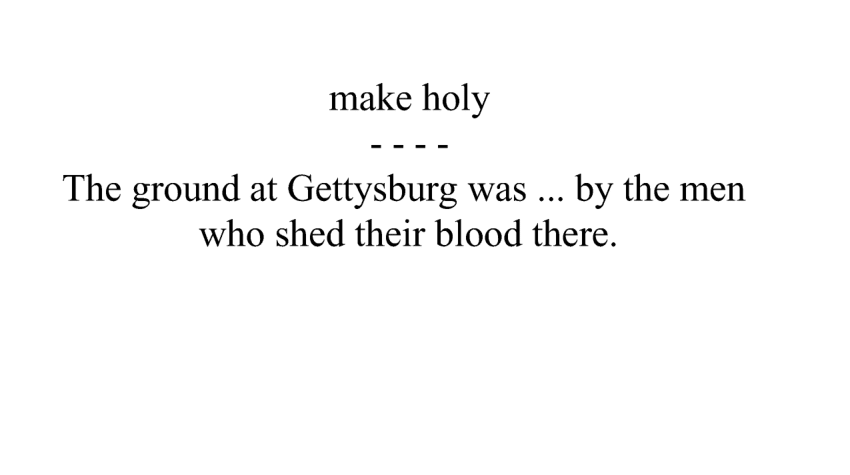 make holy
- - - -
The ground at Gettysburg was ... by the men
who shed their blood there.